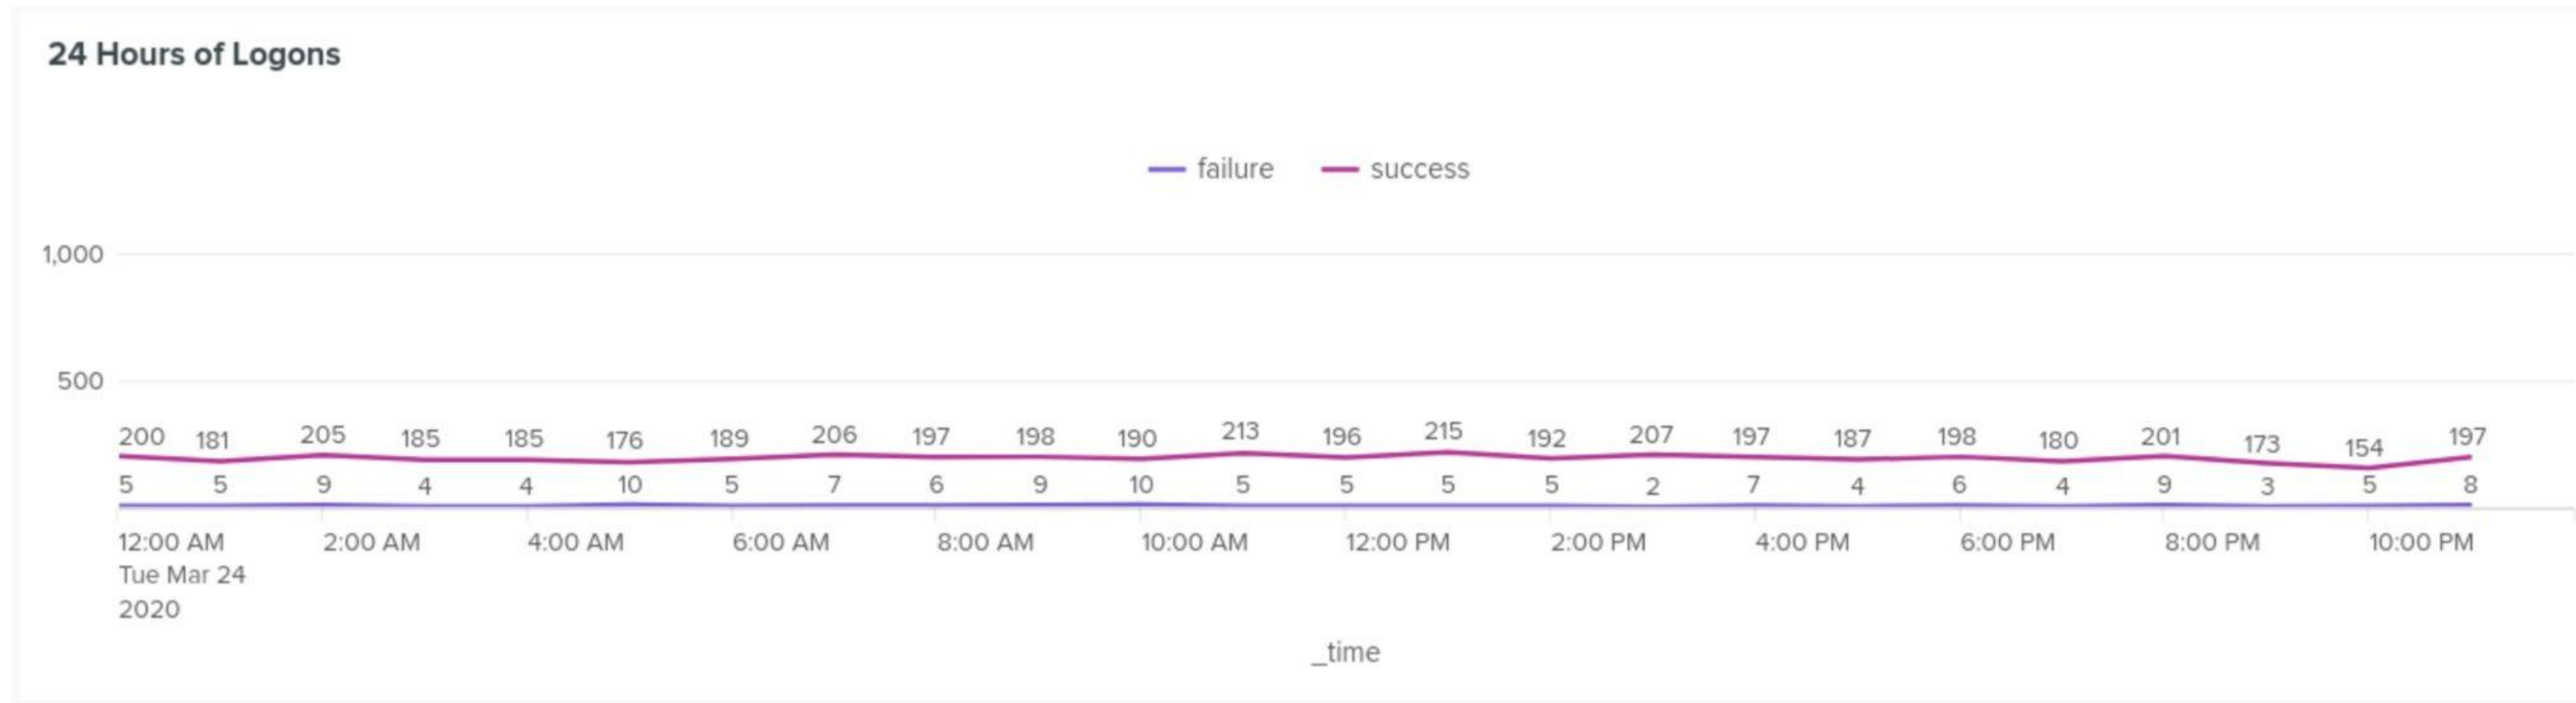 24 Hours of Logons
failure success
1,000
500
200 181 205 185 185 176 189 206 197 198 190 213 196 215 192 207 197 187 198 180 201 173 154 197
5 5 9 4 4 10 5 7 6 9 10 5 5 5 5 2 7 4 6 4 9 3 5 8
12:00 AM 2:00 AM 4:00 AM 6:00 AM 8:00 AM 10:00 AM 12:00 PM 2:00 PM 4:00 PM 6:00 PM 8:00 PM 10:00 PM
Tue Mar 24
2020
_time